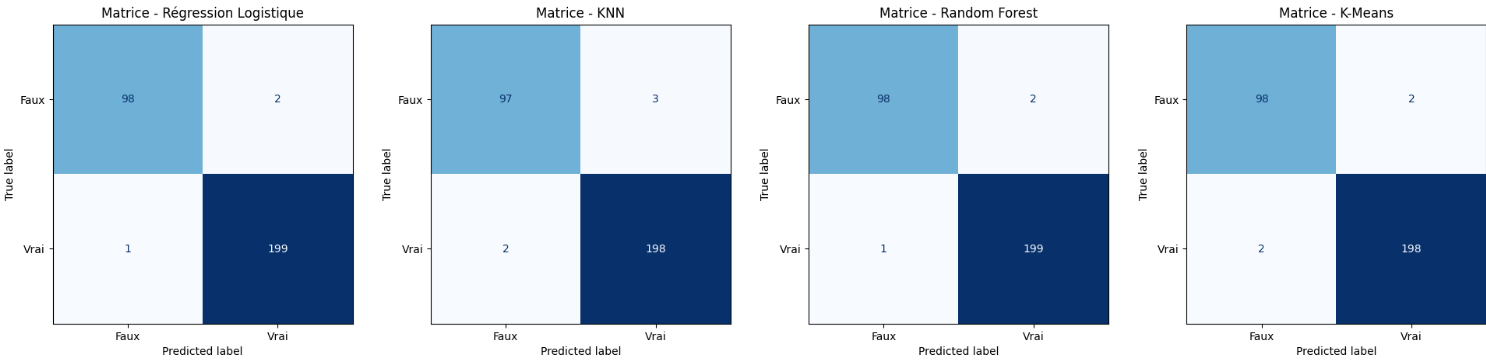 Matrice - Régression Logistique
Faux
98
2
True label
Vrai
1
199
Faux
Vrai
Predicted label
Matrice - KNN
Faux
97
3
True label
Vrai
2
198
Faux
Vrai
Predicted label
Matrice - Random Forest
Faux
98
2
True label
Vrai
1
199
Faux
Vrai
Predicted label
Matrice - K-Means
Faux
98
2
True label
Vrai
2
198
Faux
Vrai
Predicted label